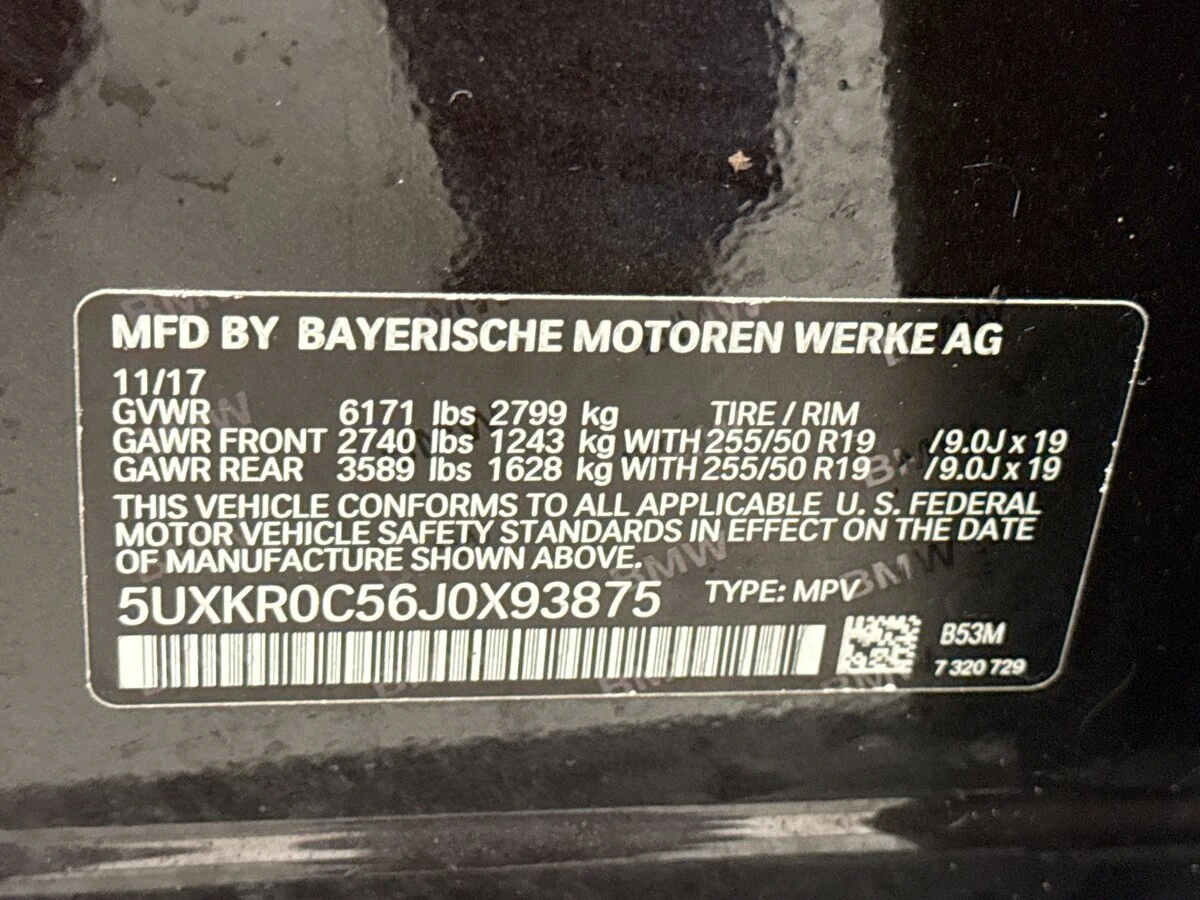 MFD BY BAYERISCHE MOTOREN WERKE AG
11/17
GVWR 6171 lbs 2799 kg TIRE / RIM
GAWR FRONT 2740 lbs 1243 kg WITH 255/50 R19 /9.0J x 19
GAWR REAR 3589 lbs 1628 kg WITH 255/50 R19 /9.0J x 19
THIS VEHICLE CONFORMS TO ALL APPLICABLE U. S. FEDERAL
MOTOR VEHICLE SAFETY STANDARDS IN EFFECT ON THE DATE
OF MANUFACTURE SHOWN ABOVE.
5UXKR0C56J0X93875 TYPE: MPV
B53M
7 320 729